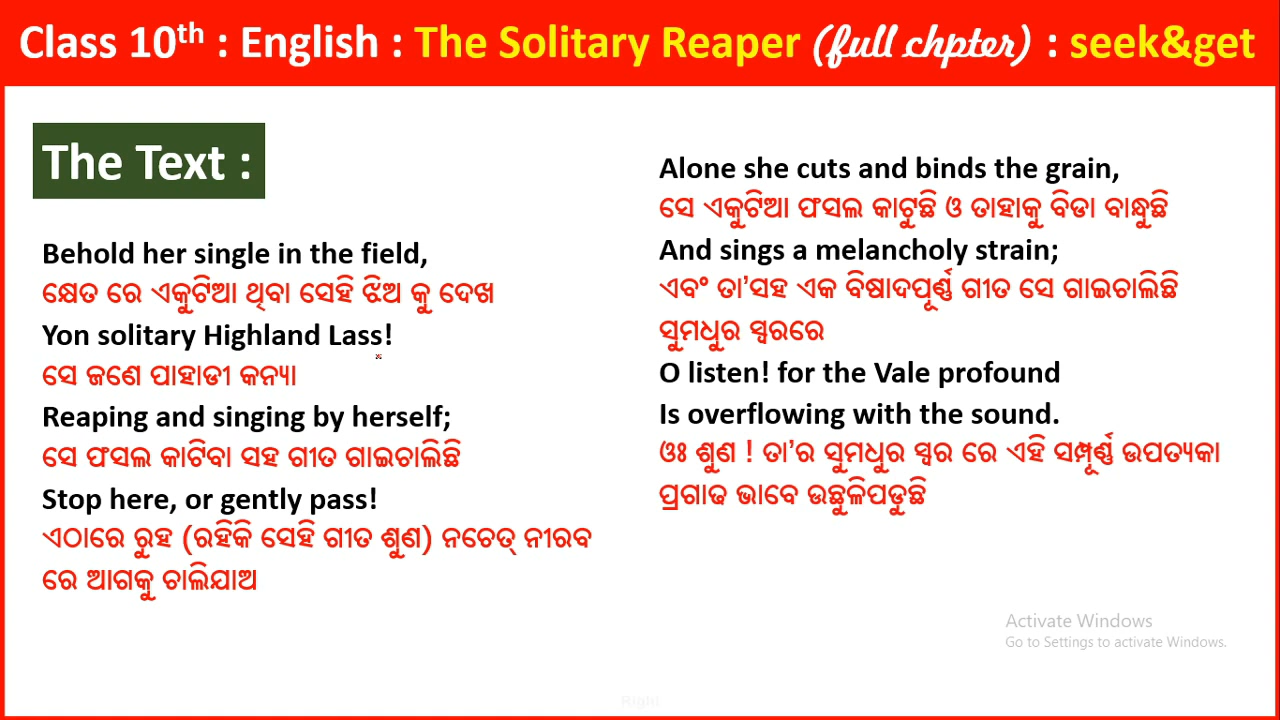 Class 10th : English : The Solitary Reaper (full chpter) : seek&get
The Text :
Behold her single in the field,
କ୍ଷେତ ରେ ଏକୁଟିଆ ଥିବା ସେହି ଝିଅ କୁ ଦେଖ
Yon solitary Highland Lass!
ସେ ଜଣେ ପାହାଡୀ କନ୍ୟା
Reaping and singing by herself;
ସେ ଫସଲ କାଟିବା ସହ ଗୀତ ଗାଇଚାଲିଛି
Stop here, or gently pass!
ଏଠାରେ ରୁହ (ରହିକି ସେହି ଗୀତ ଶୁଣ) ନଚେତ୍ ନୀରବ
ରେ ଆଗକୁ ଚାଲିଯାଅ
Alone she cuts and binds the grain,
ସେ ଏକୁଟିଆ ଫସଲ କାଟୁଛି ଓ ତାହାକୁ ବିଡା ବାନ୍ଧୁଛି
And sings a melancholy strain;
ଏବଂ ତା'ସହ ଏକ ବିଷାଦପୂର୍ଣ୍ଣ ଗୀତ ସେ ଗାଇଚାଲିଛି
ସୁମଧୁର ସ୍ୱରରେ
O listen! for the Vale profound
Is overflowing with the sound.
ଓଃ ଶୁଣ ! ତା'ର ସୁମଧୁର ସ୍ୱର ରେ ଏହି ସମ୍ପୂର୍ଣ୍ଣ ଉପତ୍ୟକା
ପ୍ରଗାଢ ଭାବେ ଉଛୁଳିପଡୁଛି
Activate Windows
Go to Settings to activate Windows.
Right